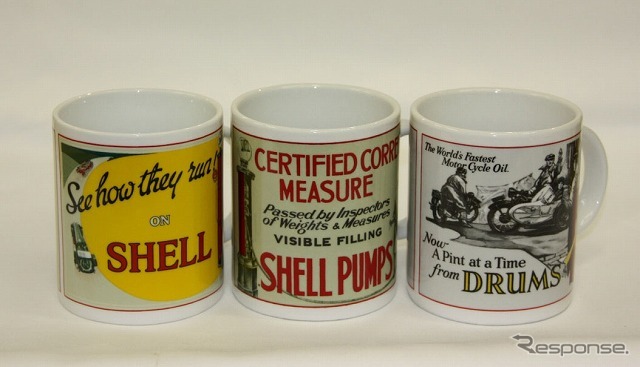 See how they run!
ON
SHELL
CERTIFIED CORRE
MEASURE
Passed by Inspectors
of Weights & Measures
VISIBLE FILLING
SHELL PUMPS
The World's Fastest
Motor Cycle Oil.
Now-
A Pint at a Time
from DRUMS
Response.